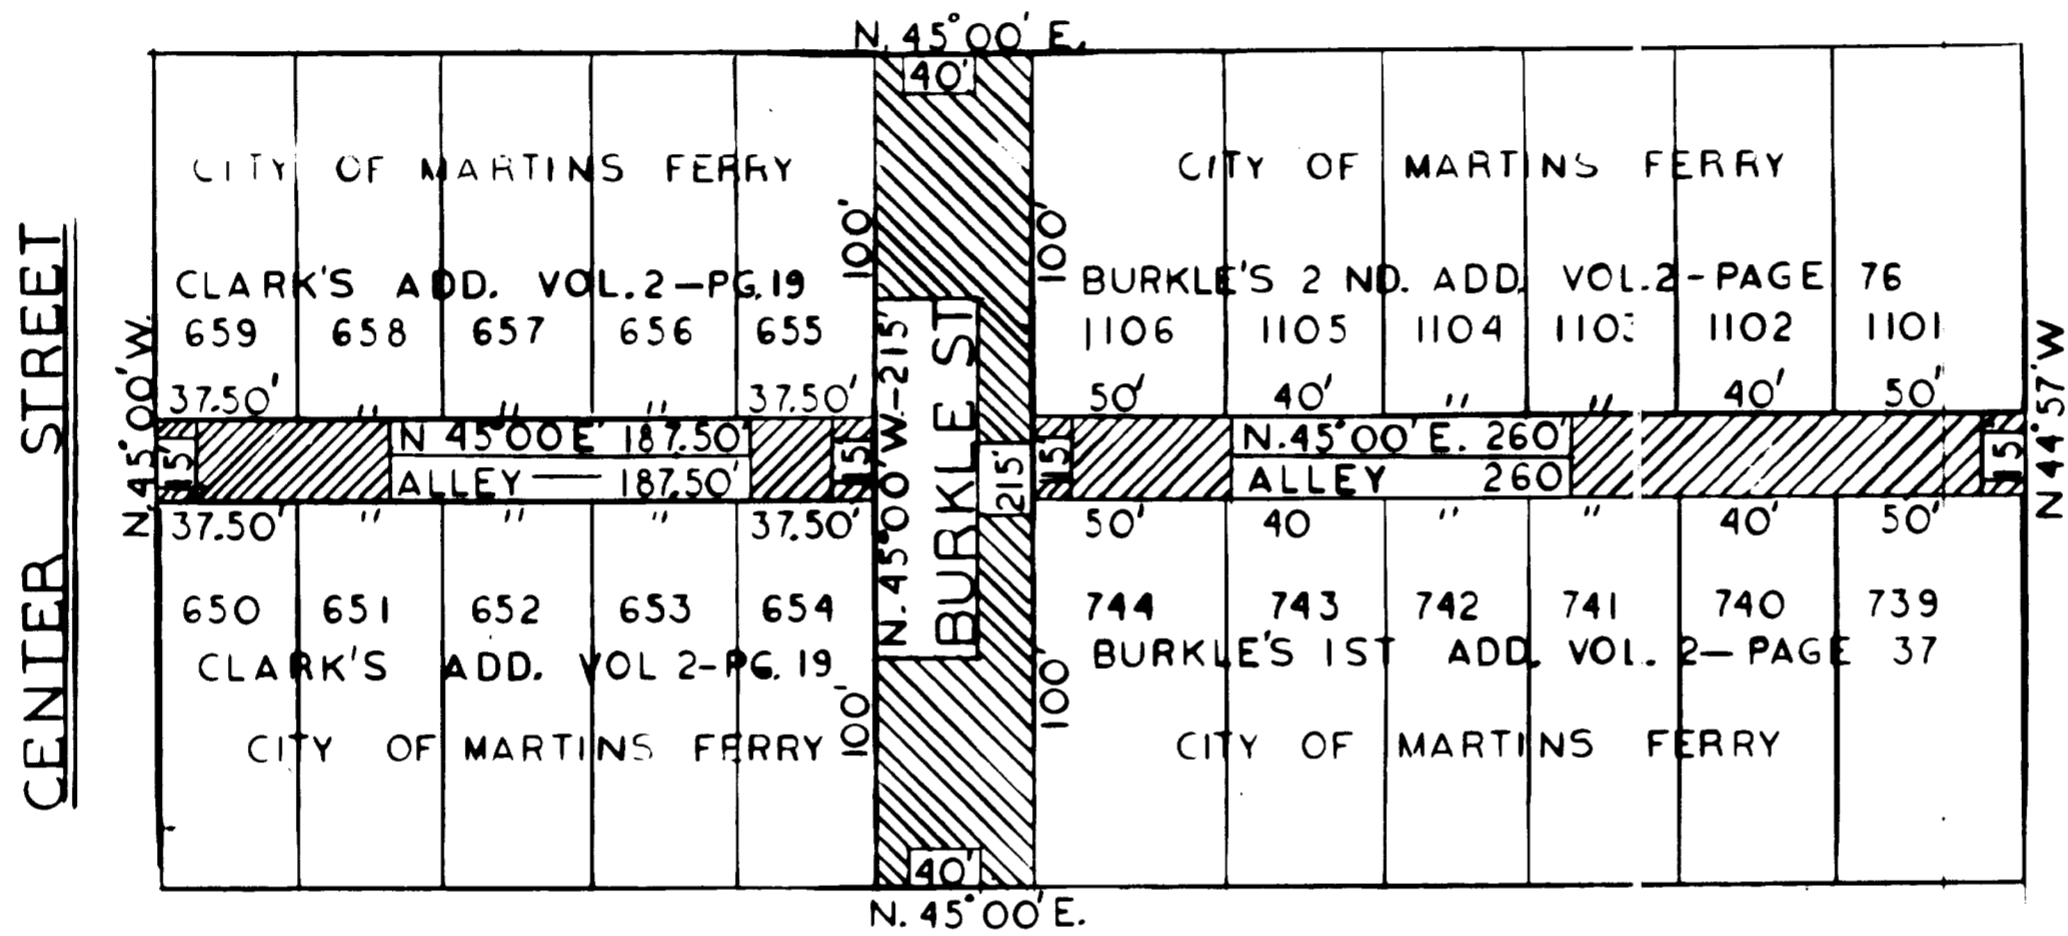 N. 45°00' E.
40'
CITY OF MARTINS FERRY
CITY OF MARTINS FERRY
100'
100'
CLARK'S ADD. VOL. 2-PG. 19
BURKLE'S 2 ND. ADD. VOL. 2-PAGE 76
659 658 657 656 655
1106 1105 1104 1103 1102 1101
37.50' " " " 37.50'
50' 40' " " 40' 50'
CENTER STREET
N. 45°00' W.
15'
N 45°00 E' 187.50'
ALLEY — 187.50'
15'
N. 45°00' W.-215'
BURKLE ST
215'
15'
N. 45°00' E. 260'
ALLEY 260'
15'
N 44°57' W
37.50' " " " 37.50'
50' 40 " " 40' 50'
650 651 652 653 654
744 743 742 741 740 739
CLARK'S ADD. VOL 2-PG. 19
BURKLE'S 1ST ADD. VOL. 2-PAGE 37
100'
100'
CITY OF MARTINS FERRY
CITY OF MARTINS FERRY
40'
N. 45°00' E.